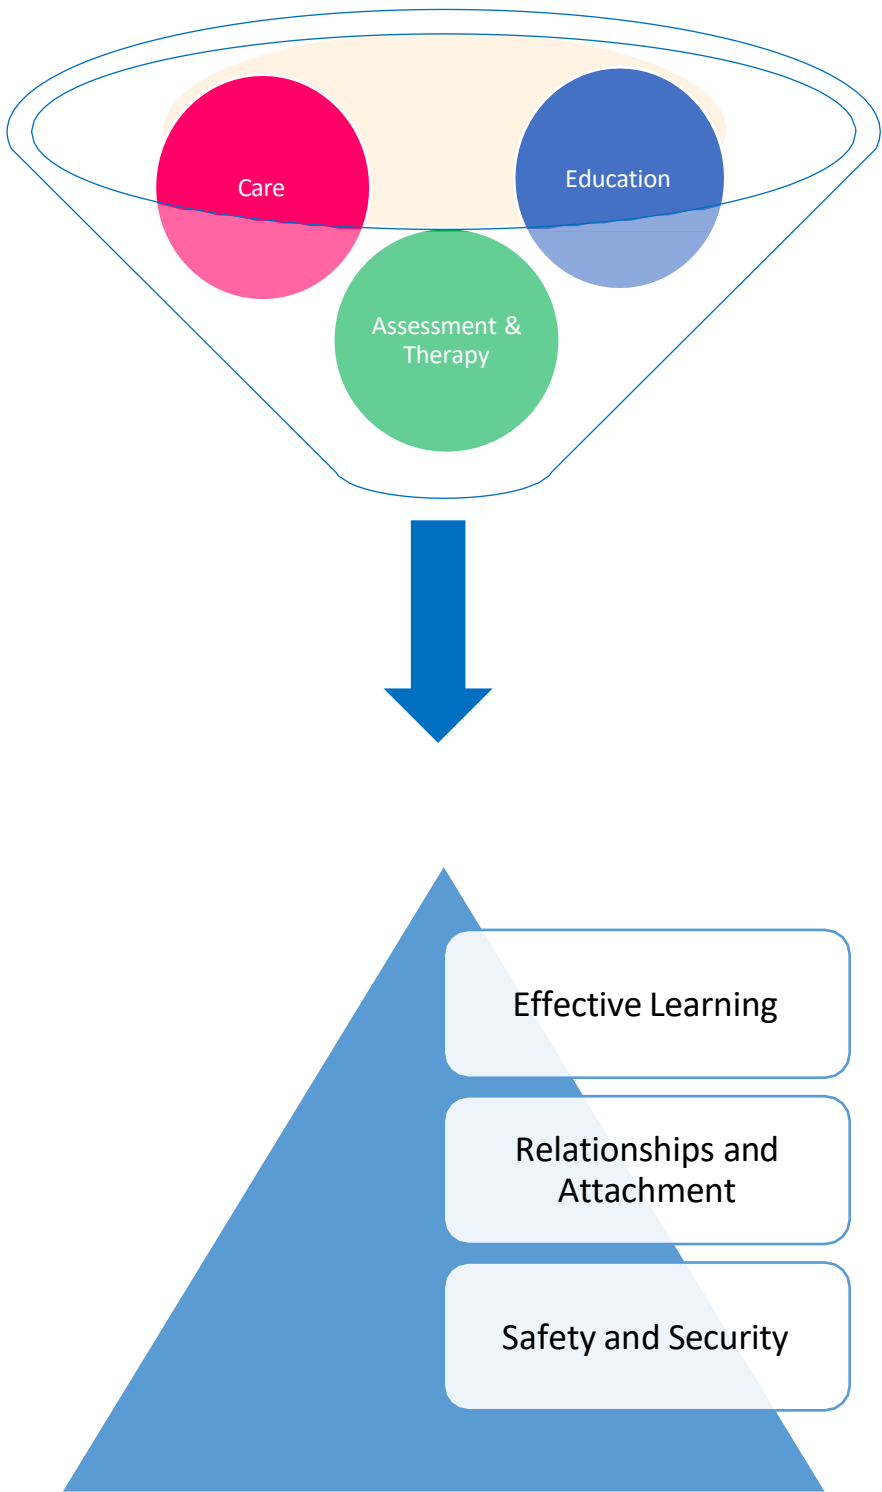 Care
Education
Assessment &
Therapy
Effective Learning
Relationships and
Attachment
Safety and Security